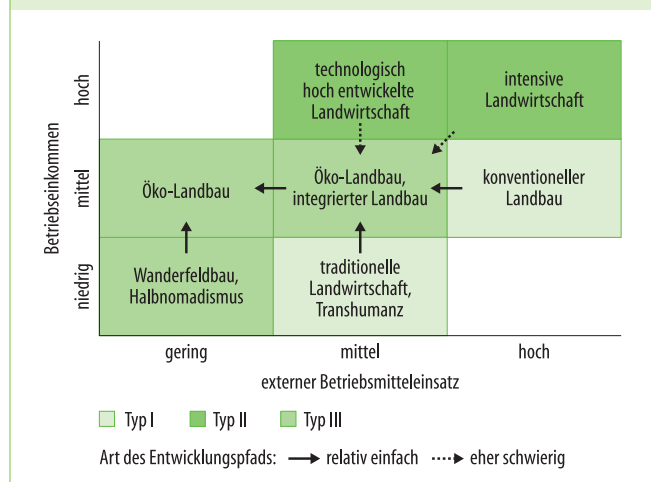 Betriebseinkommen
hoch
mittel
niedrig
technologisch
hoch entwickelte
Landwirtschaft
intensive
Landwirtschaft
Öko-Landbau
Öko-Landbau,
integrierter Landbau
konventioneller
Landbau
Wanderfeldbau,
Halbnomadismus
traditionelle
Landwirtschaft,
Transhumanz
gering
mittel
hoch
externer Betriebsmitteleinsatz
Typ I
Typ II
Typ III
Art des Entwicklungspfads: relativ einfach eher schwierig